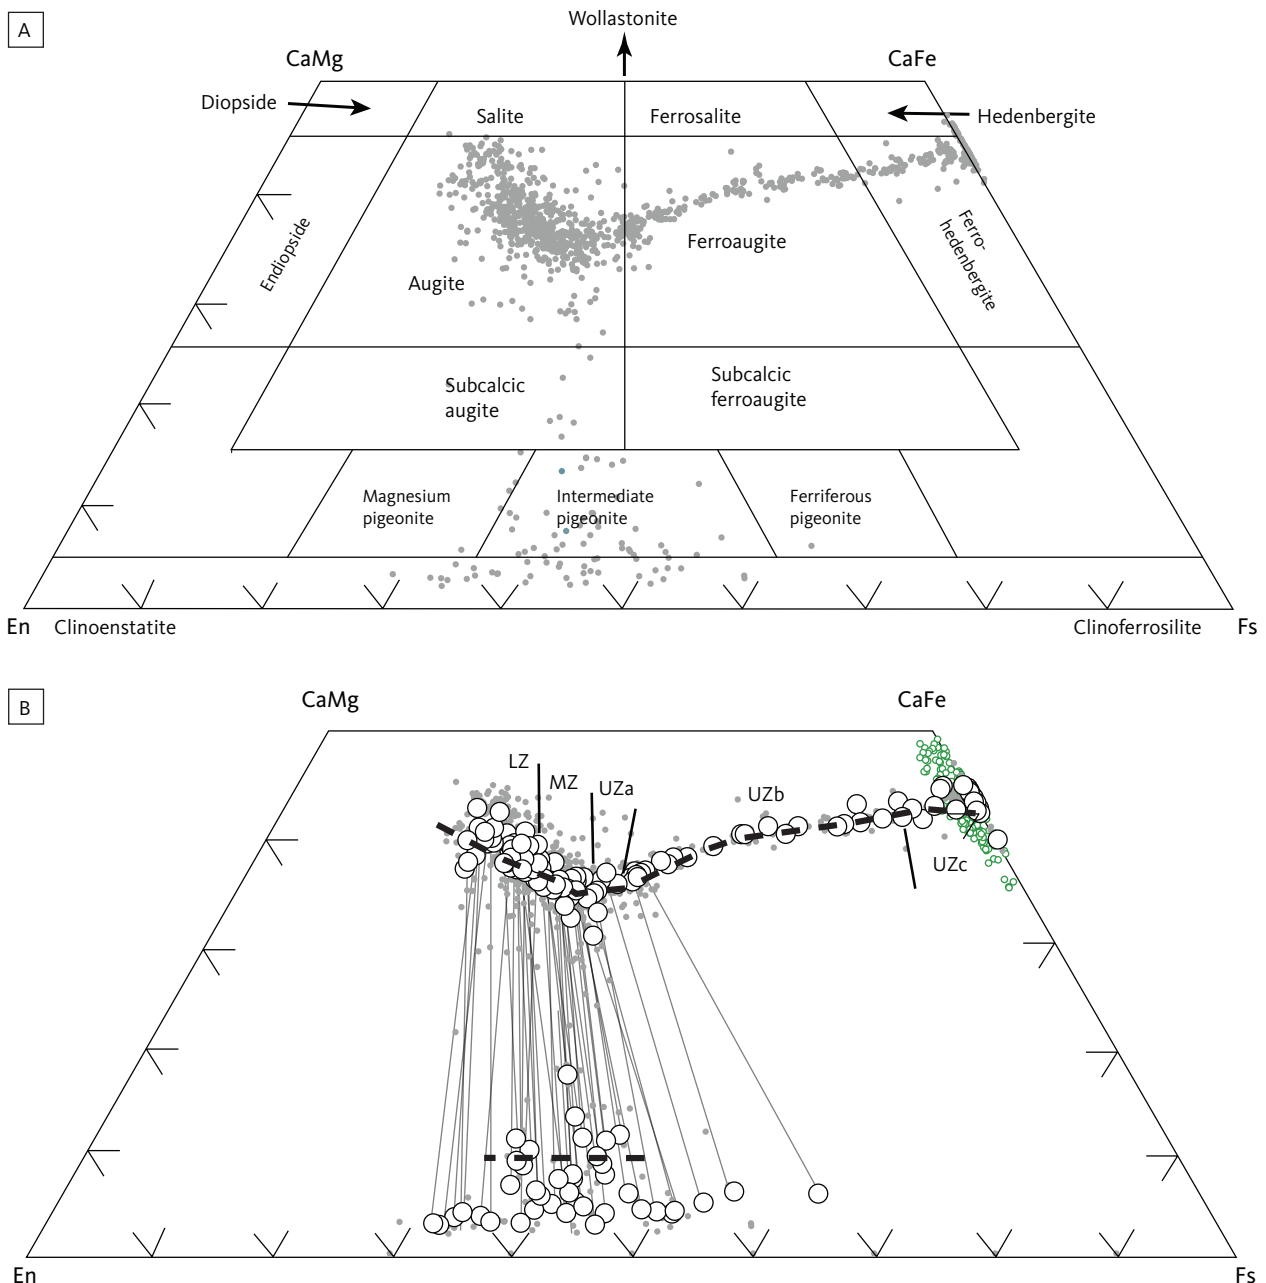 A
Wollastonite
CaMg
CaFe
Diopside
Salite
Ferrosalite
Hedenbergite
Endiopside
Augite
Ferroaugite
Ferro-
hedenbergite
Subcalcic
augite
Subcalcic
ferroaugite
Magnesium
pigeonite
Intermediate
pigeonite
Ferriferous
pigeonite
En
Clinoenstatite
Clinoferrosilite
Fs
B
CaMg
CaFe
LZ
MZ
UZa
UZb
UZc
En
Fs